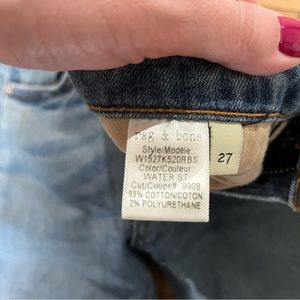 rag & bone
Style/Modèle:
W1527K520RBS
Color/Couleur
WATER ST
Cut/Coupe#: 9908
98% COTTON/COTON
2% POLYURETHANE
27